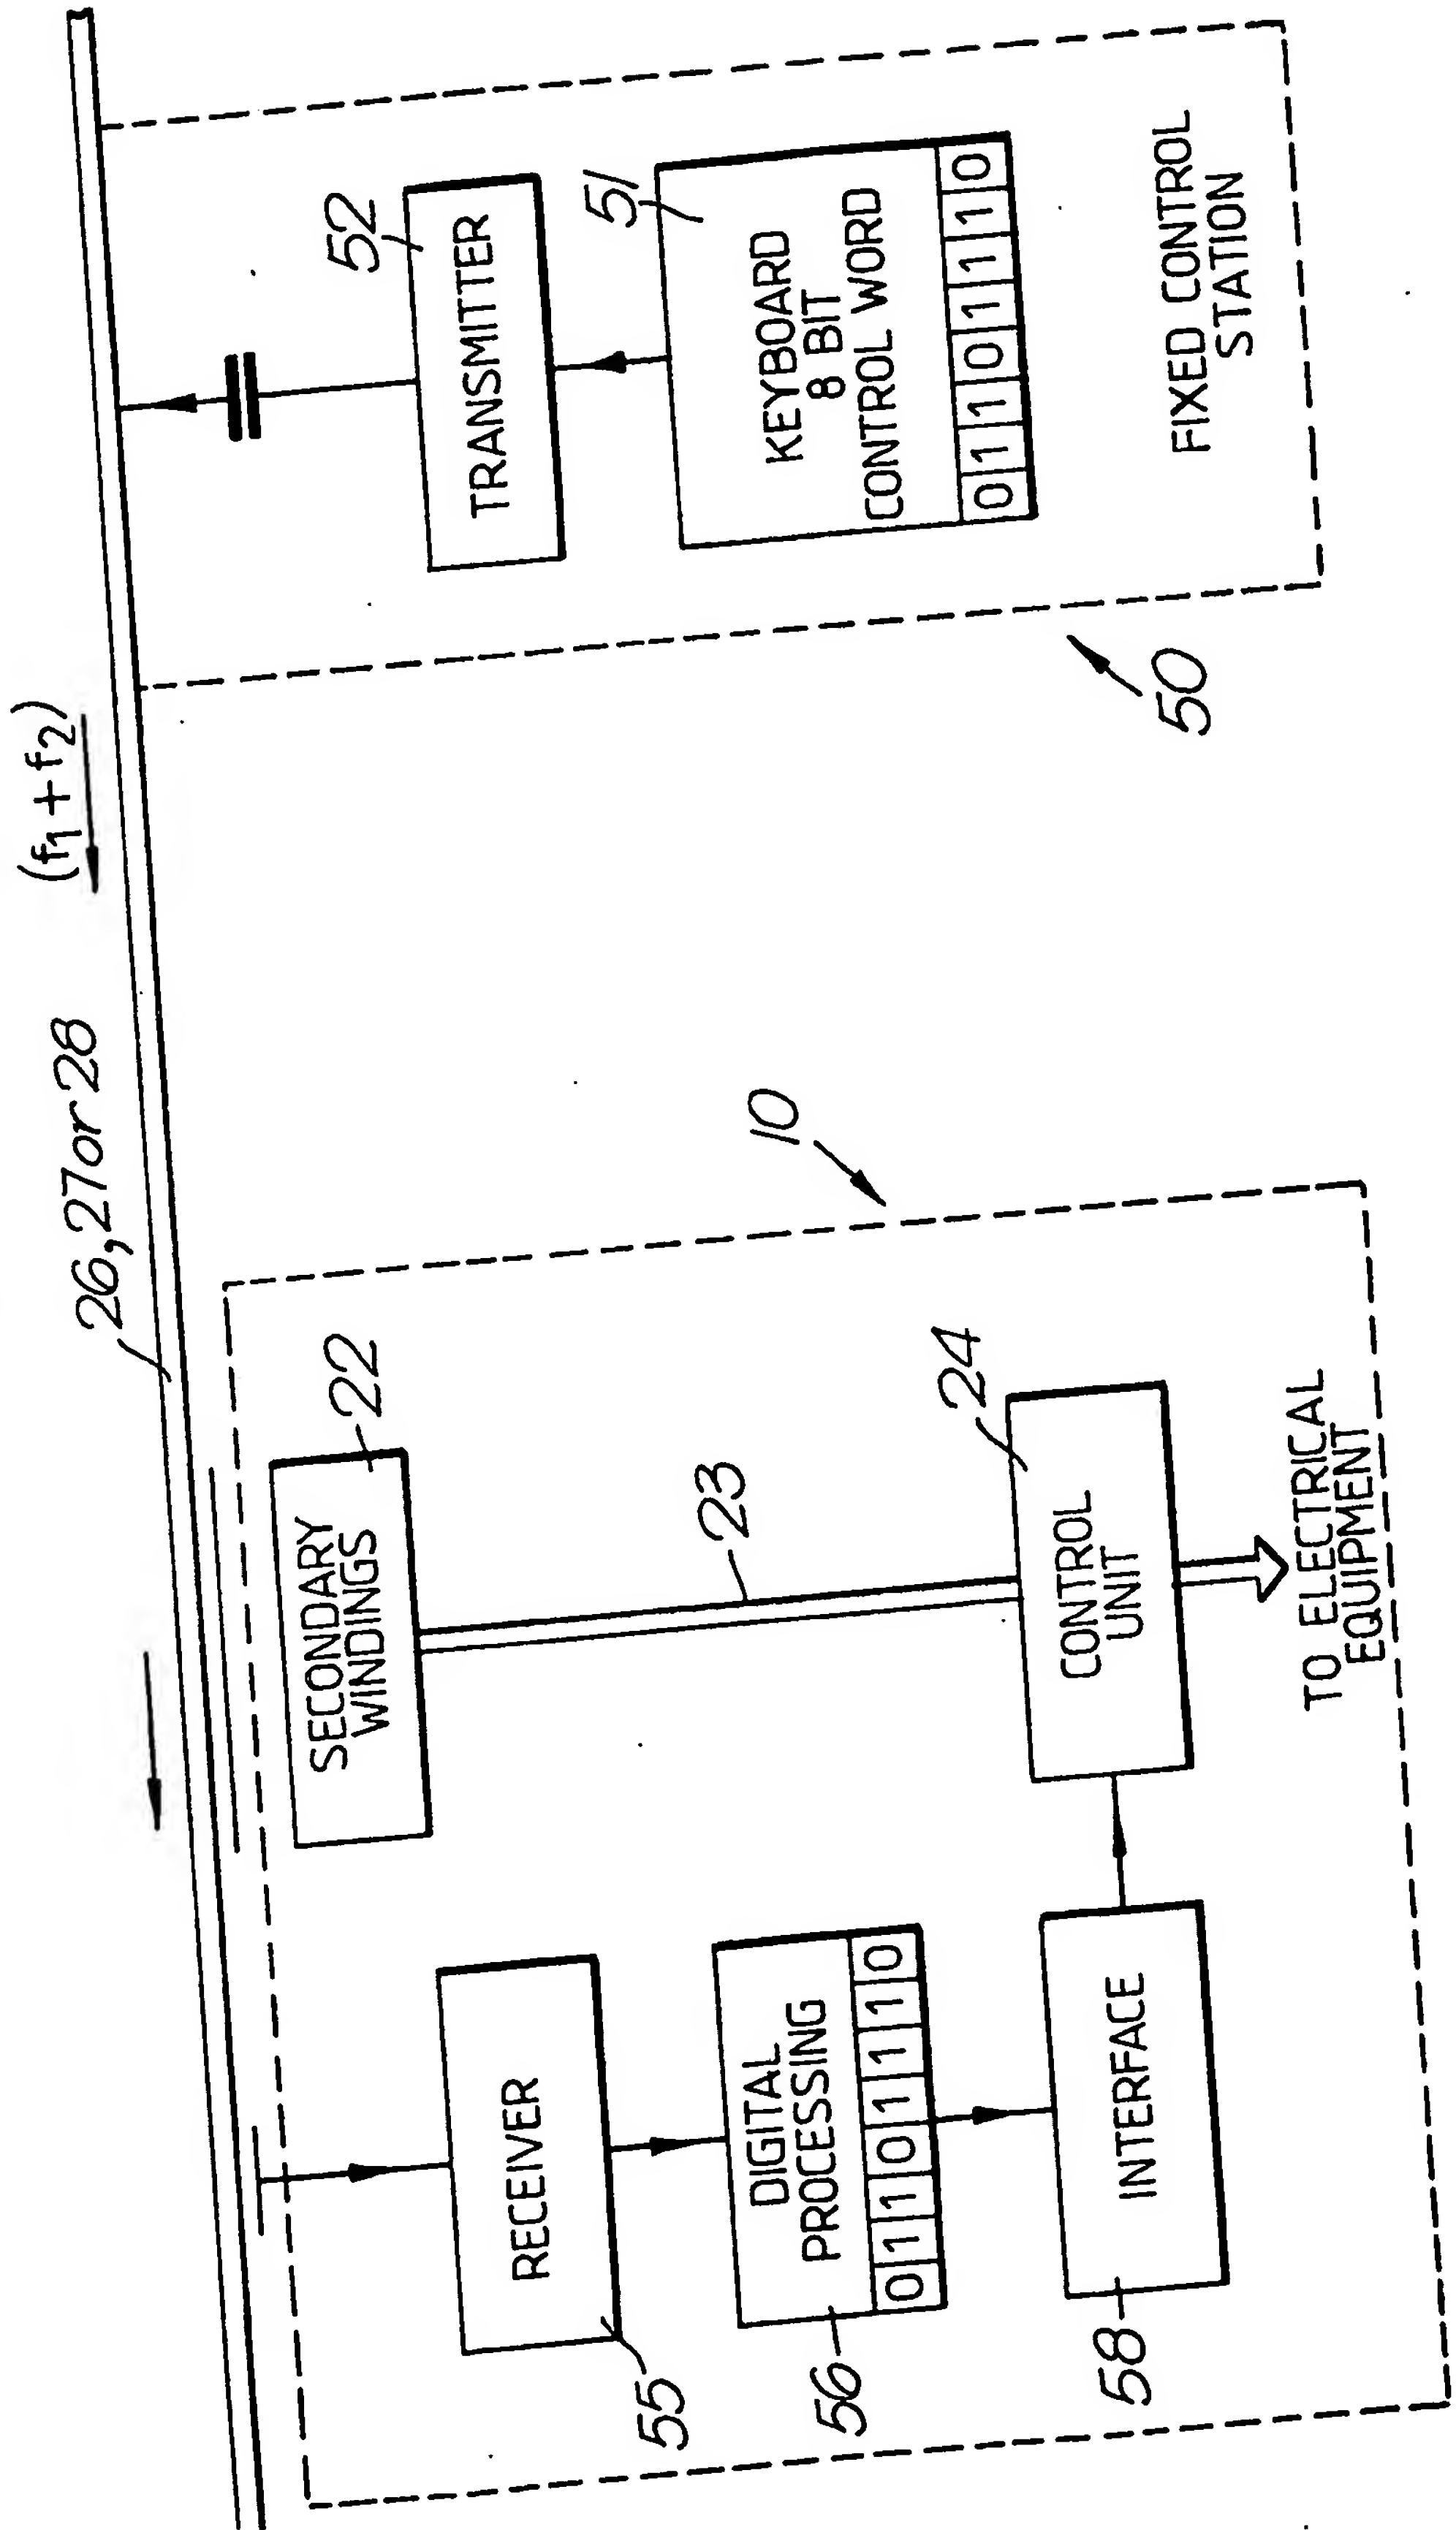 26, 27 or 28
(f1 + f2)
RECEIVER
55
DIGITAL
PROCESSING
0 1 1 0 1 1 1 0
56
INTERFACE
58
SECONDARY
WINDINGS
22
23
CONTROL
UNIT
24
TO ELECTRICAL
EQUIPMENT
10
TRANSMITTER
52
KEYBOARD
8 BIT
CONTROL WORD
0 1 1 0 1 1 1 0
51
FIXED CONTROL
STATION
50